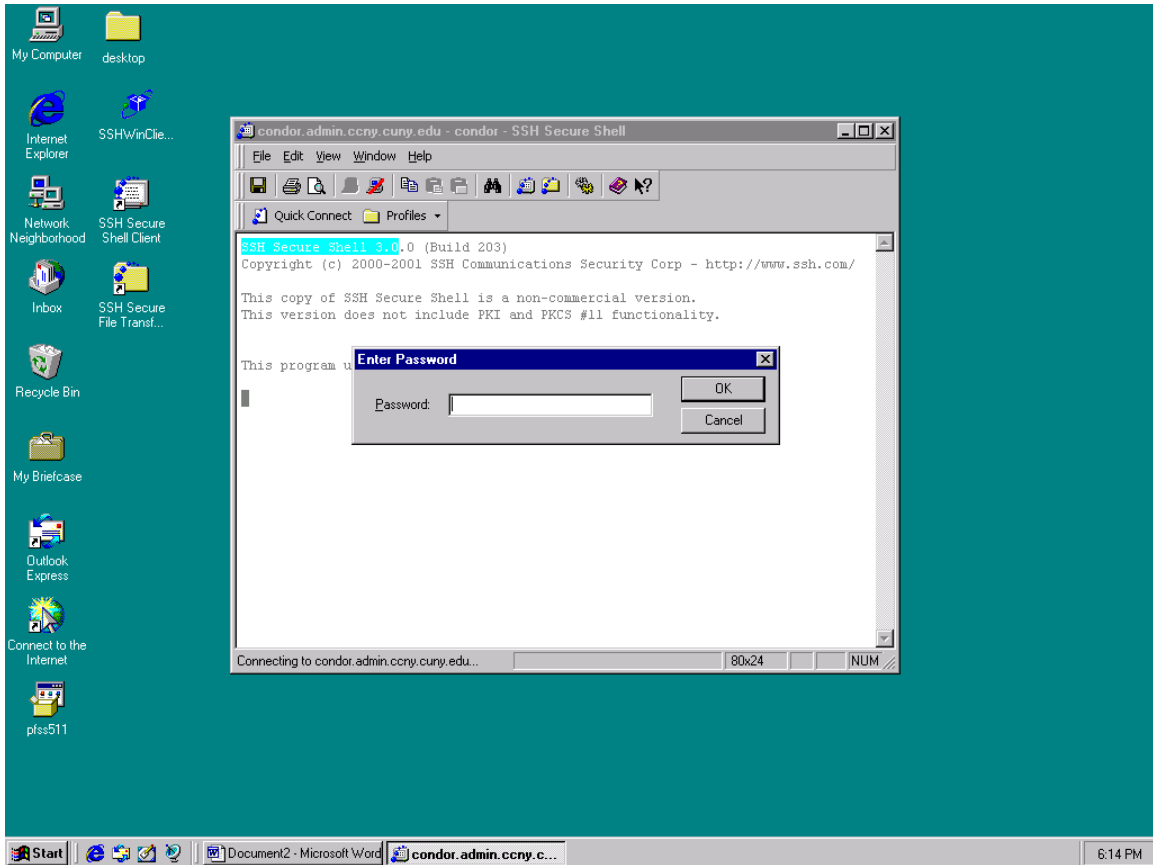 My Computer
desktop
Internet
Explorer
SSHWinClie...
Network
Neighborhood
SSH Secure
Shell Client
Inbox
SSH Secure
File Transf...
Recycle Bin
My Briefcase
Outlook
Express
Connect to the
Internet
pfss511
condor.admin.ccny.cuny.edu - condor - SSH Secure Shell
File Edit View Window Help
Quick Connect Profiles
SSH Secure Shell 3.0.0 (Build 203)
Copyright (c) 2000-2001 SSH Communications Security Corp - http://www.ssh.com/
This copy of SSH Secure Shell is a non-commercial version.
This version does not include PKI and PKCS #11 functionality.
This program u
Enter Password
Password:
OK
Cancel
Connecting to condor.admin.ccny.cuny.edu...
80x24
NUM
Start
Document2 - Microsoft Word
condor.admin.ccny.c...
6:14 PM